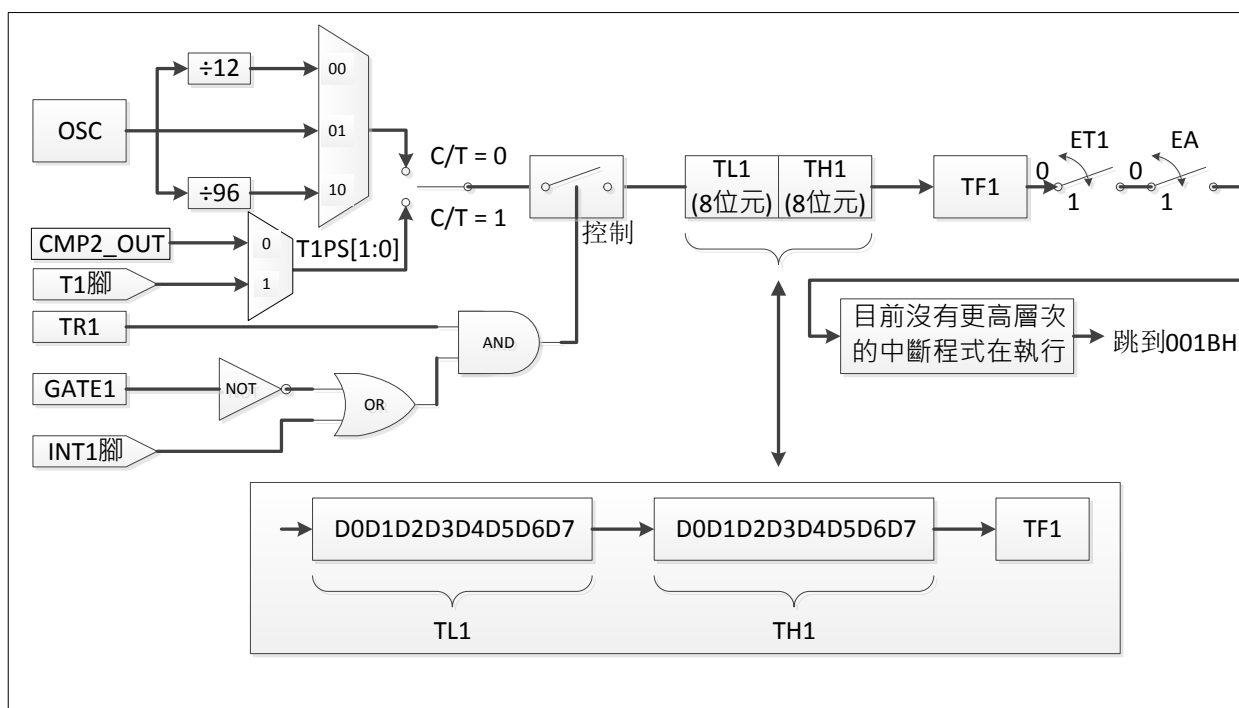 OSC
÷12
÷96
00
01
10
C/T = 0
C/T = 1
CMP2_OUT
T1腳
0
1
T1PS[1:0]
TR1
GATE1
INT1腳
NOT
OR
AND
控制
TL1
(8位元)
TH1
(8位元)
TF1
ET1
0
1
EA
0
1
目前沒有更高層次
的中斷程式在執行
跳到001BH
D0D1D2D3D4D5D6D7
D0D1D2D3D4D5D6D7
TF1
TL1
TH1